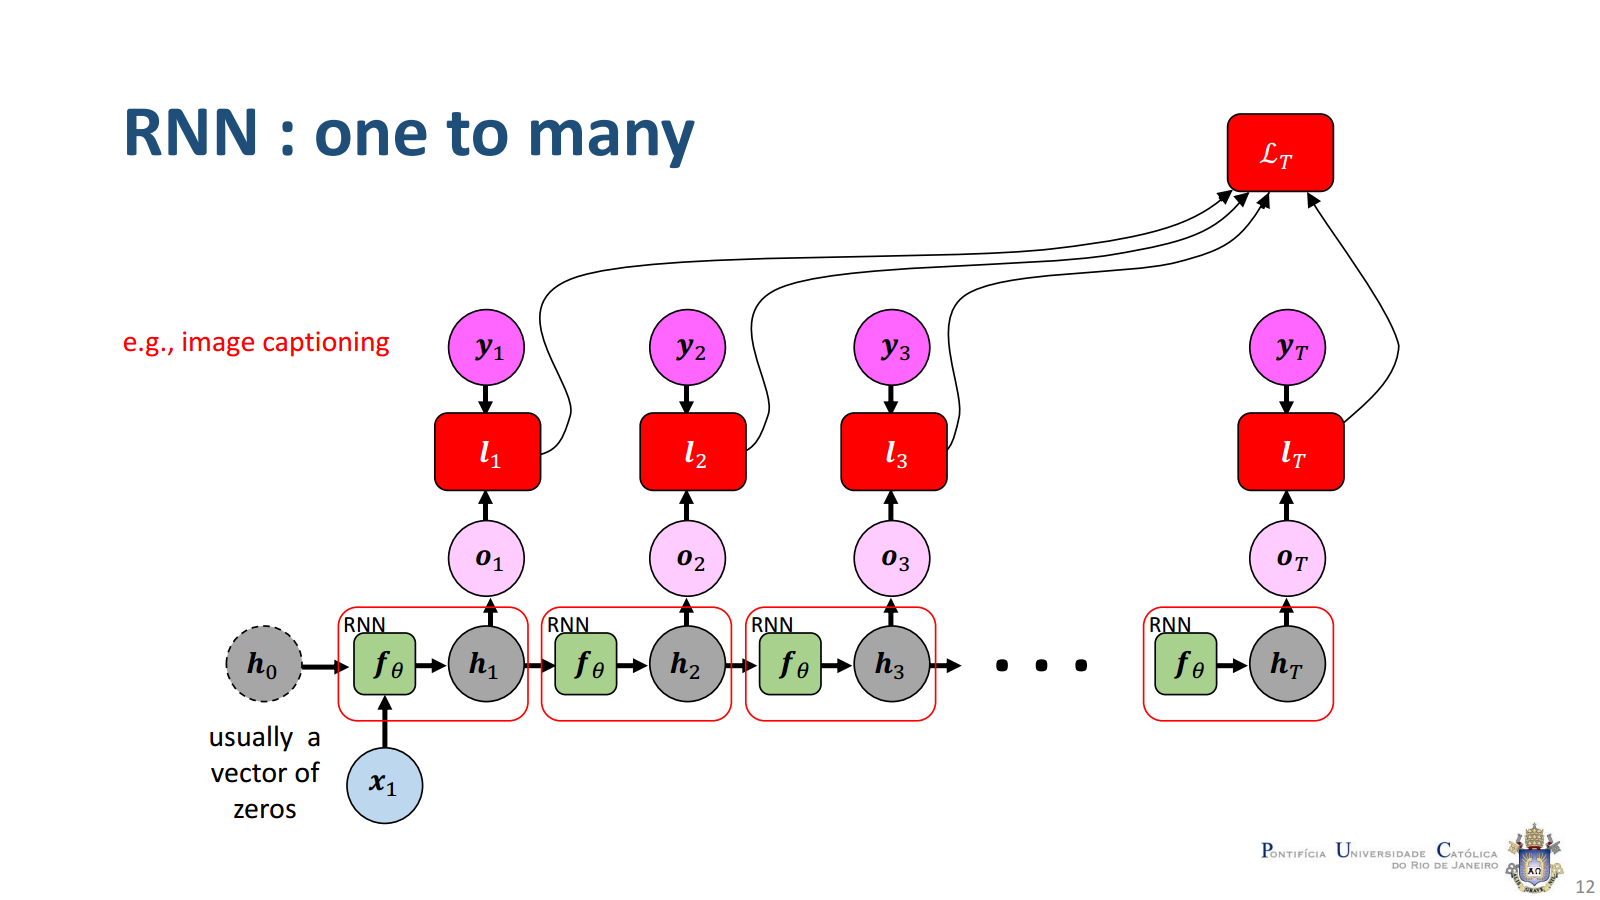 RNN : one to many
ℒ_T
e.g., image captioning
y_1 y_2 y_3 y_T
l_1 l_2 l_3 l_T
o_1 o_2 o_3 o_T
RNN RNN RNN RNN
h_0 f_θ h_1 f_θ h_2 f_θ h_3 • • • f_θ h_T
usually a
vector of
zeros
x_1
PONTIFÍCIA UNIVERSIDADE CATÓLICA
DO RIO DE JANEIRO
12